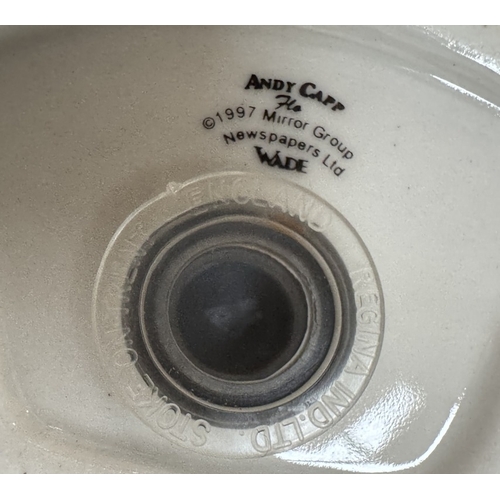 ANDY CAPP
Flo
©1997 Mirror Group
Newspapers Ltd
WADE
STOKE-ON-TRENT ENGLAND REGINA IND. LTD.